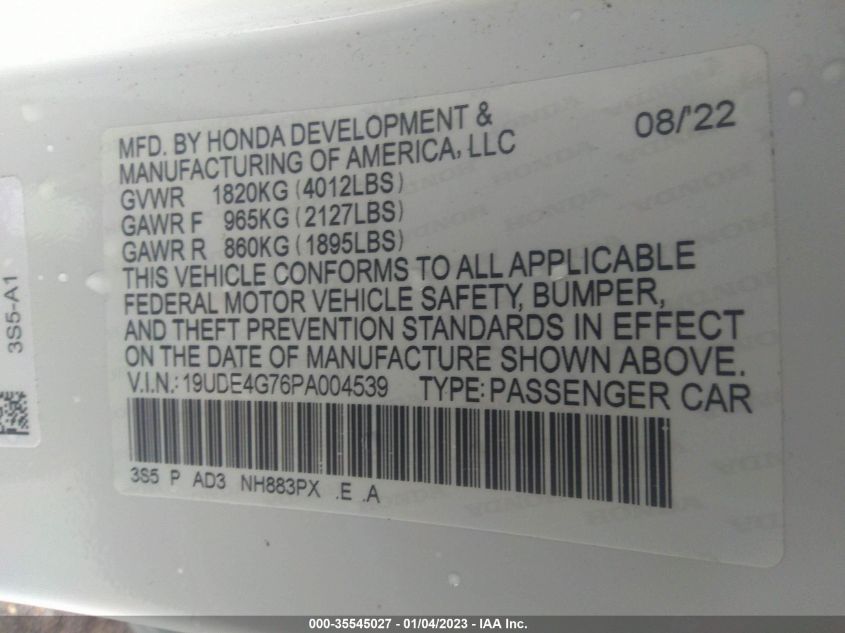 MFD. BY HONDA DEVELOPMENT &
MANUFACTURING OF AMERICA, LLC
08/'22
GVWR 1820KG (4012LBS)
GAWR F 965KG (2127LBS)
GAWR R 860KG (1895LBS)
THIS VEHICLE CONFORMS TO ALL APPLICABLE
FEDERAL MOTOR VEHICLE SAFETY, BUMPER,
AND THEFT PREVENTION STANDARDS IN EFFECT
ON THE DATE OF MANUFACTURE SHOWN ABOVE.
V.I.N.: 19UDE4G76PA004539 TYPE: PASSENGER CAR
3S5 P AD3 NH883PX .E .A
3S5-A1
000-35545027 - 01/04/2023 - IAA Inc.